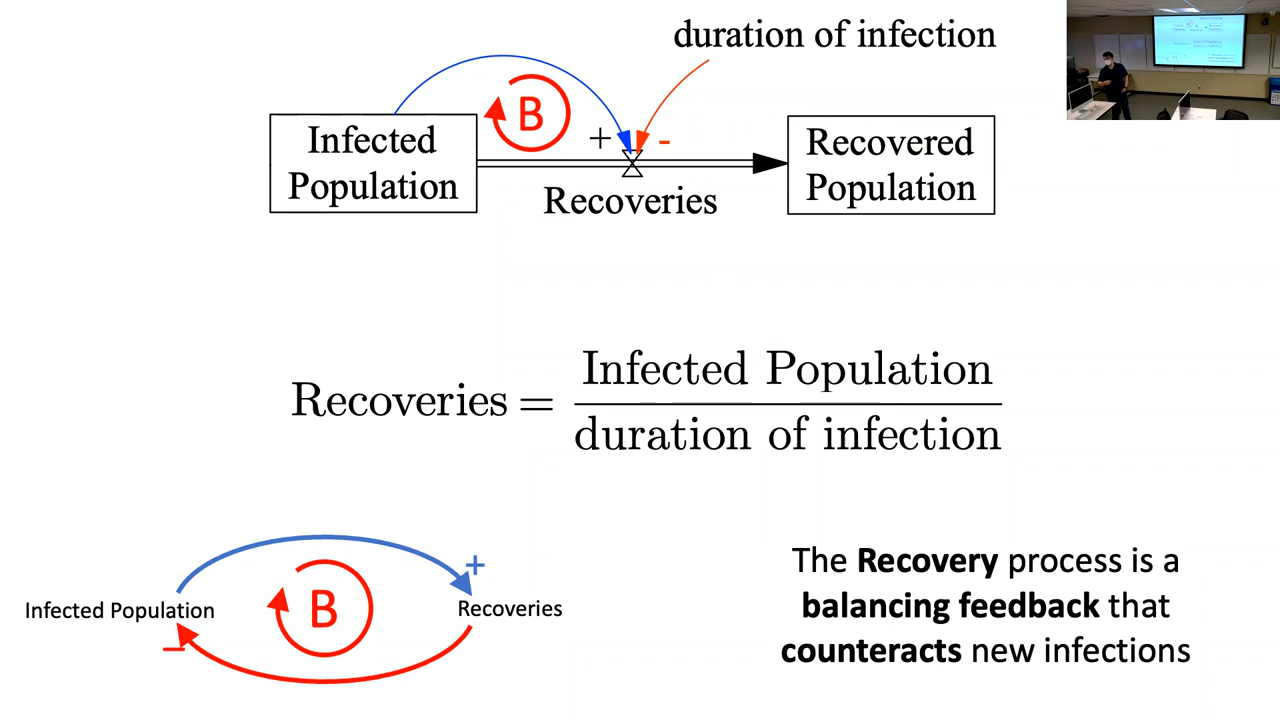 duration of infection
B
+
-
Infected
Population
Recovered
Population
Recoveries
Recoveries = Infected Population
duration of infection
+
Infected Population
B
Recoveries
−
The Recovery process is a
balancing feedback that
counteracts new infections